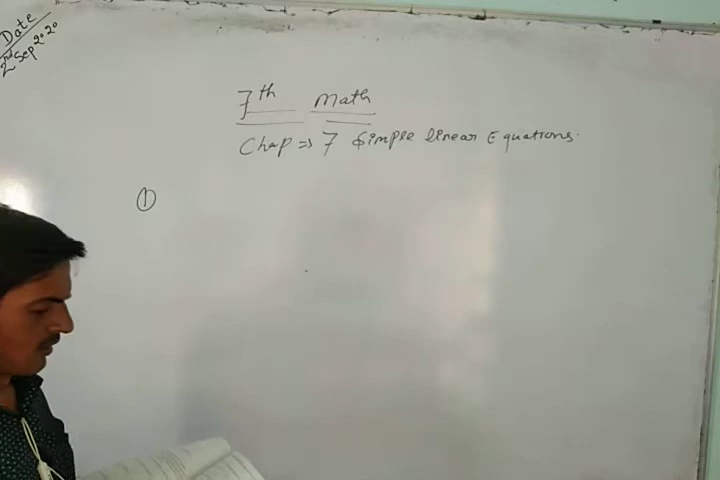 Date
2nd Sep 2020
7th Math
Chap => 7 Simple linear Equations.
①